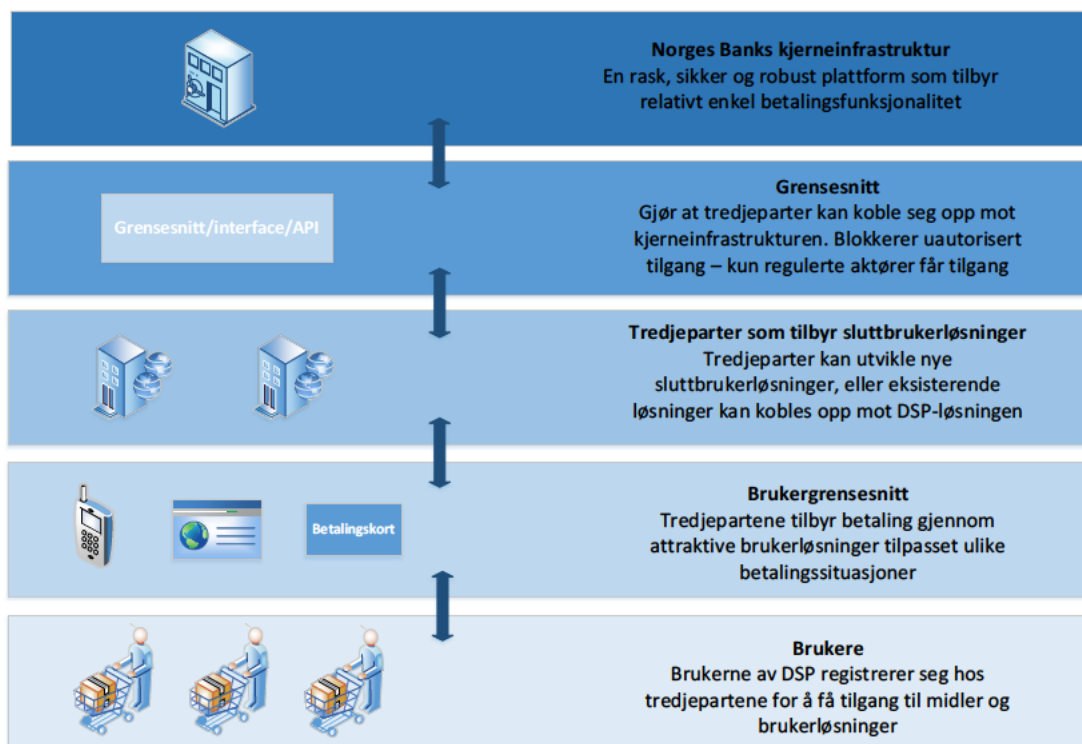 Norges Banks kjerneinfrastruktur
En rask, sikker og robust plattform som tilbyr
relativt enkel betalingsfunksjonalitet
Grensesnitt/interface/API
Grensesnitt
Gjør at tredjeparter kan koble seg opp mot
kjerneinfrastrukturen. Blokkerer uautorisert
tilgang – kun regulerte aktører får tilgang
Tredjeparter som tilbyr sluttbrukerløsninger
Tredjeparter kan utvikle nye
sluttbrukerløsninger, eller eksisterende
løsninger kan kobles opp mot DSP-løsningen
Betalingskort
Brukergrensesnitt
Tredjepartene tilbyr betaling gjennom
attraktive brukerløsninger tilpasset ulike
betalingssituasjoner
Brukere
Brukerne av DSP registrerer seg hos
tredjepartene for å få tilgang til midler og
brukerløsninger